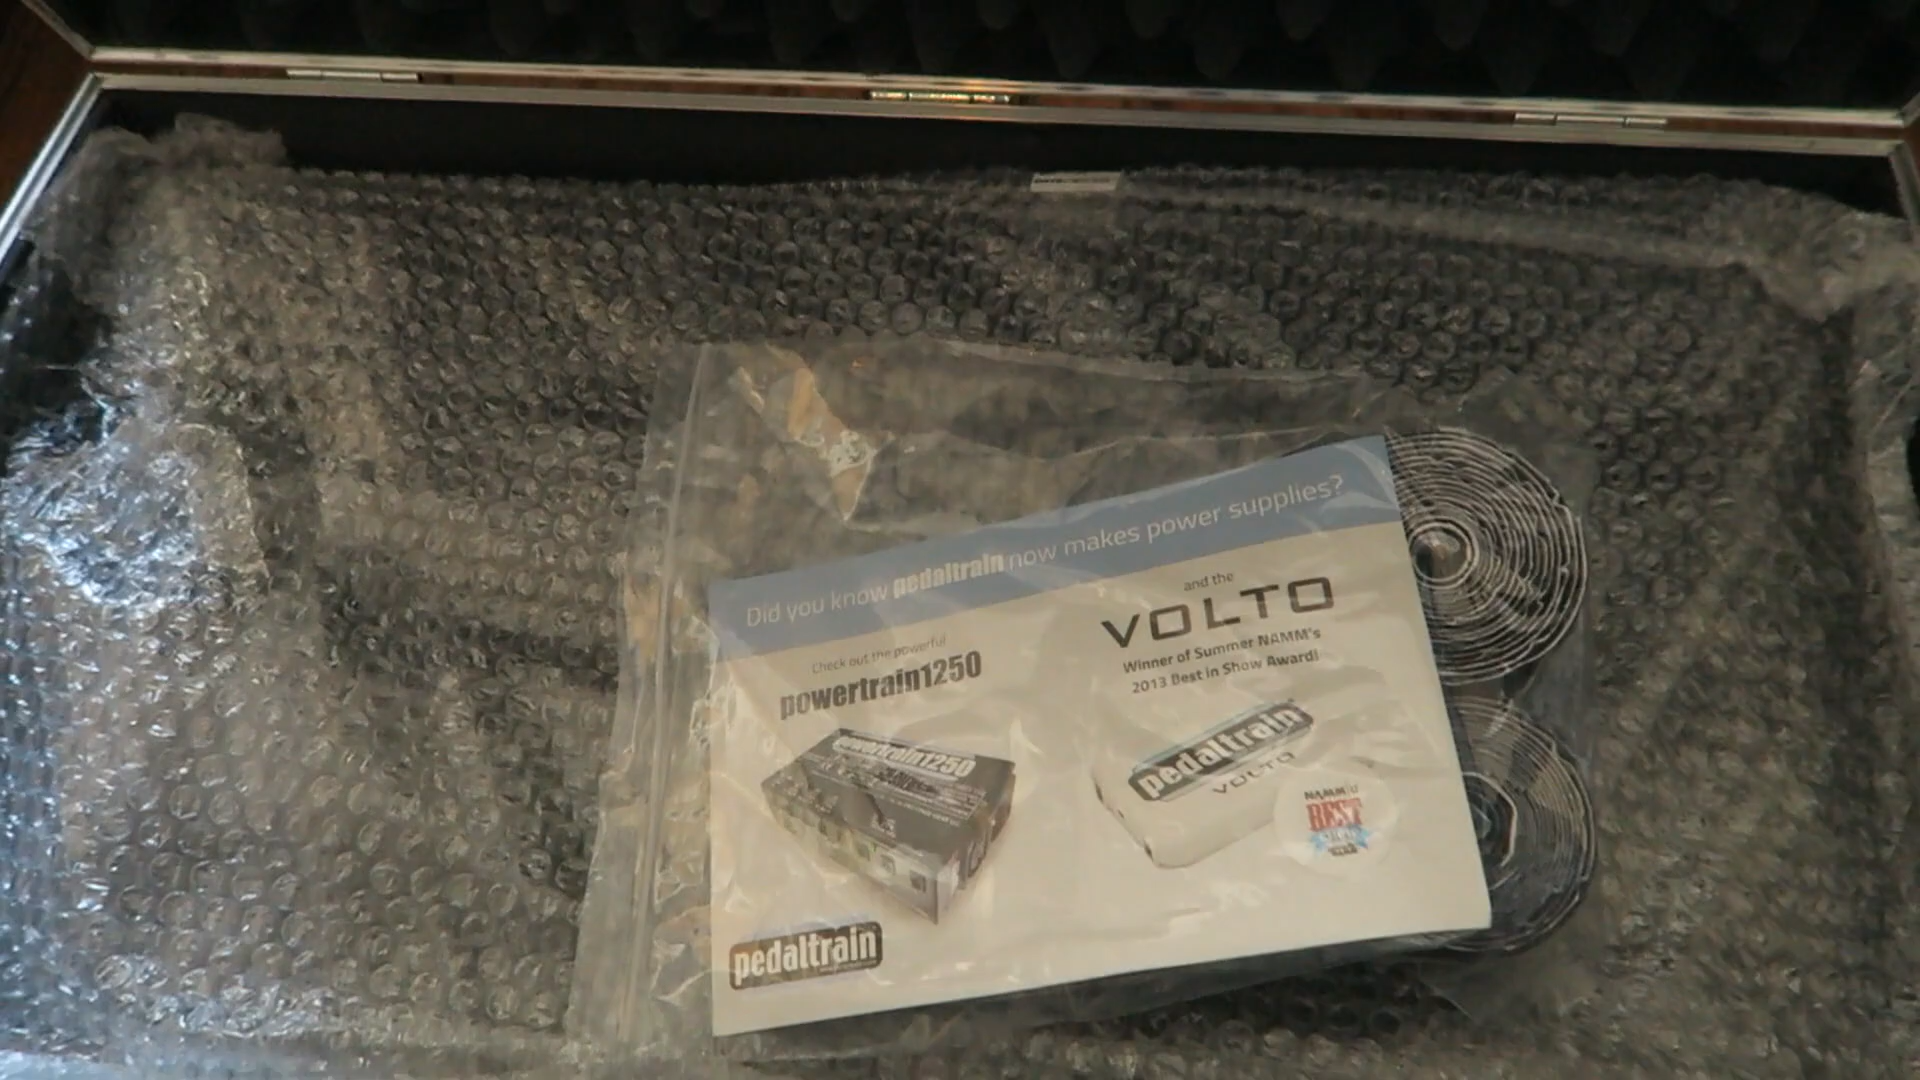 Did you know pedaltrain now makes power supplies?
Check out the powerful
powertrain1250
and the
VOLTO
Winner of Summer NAMM's
2013 Best in Show Award!
powertrain1250
pedaltrain
VOLTO
NAMM U
BEST
pedaltrain